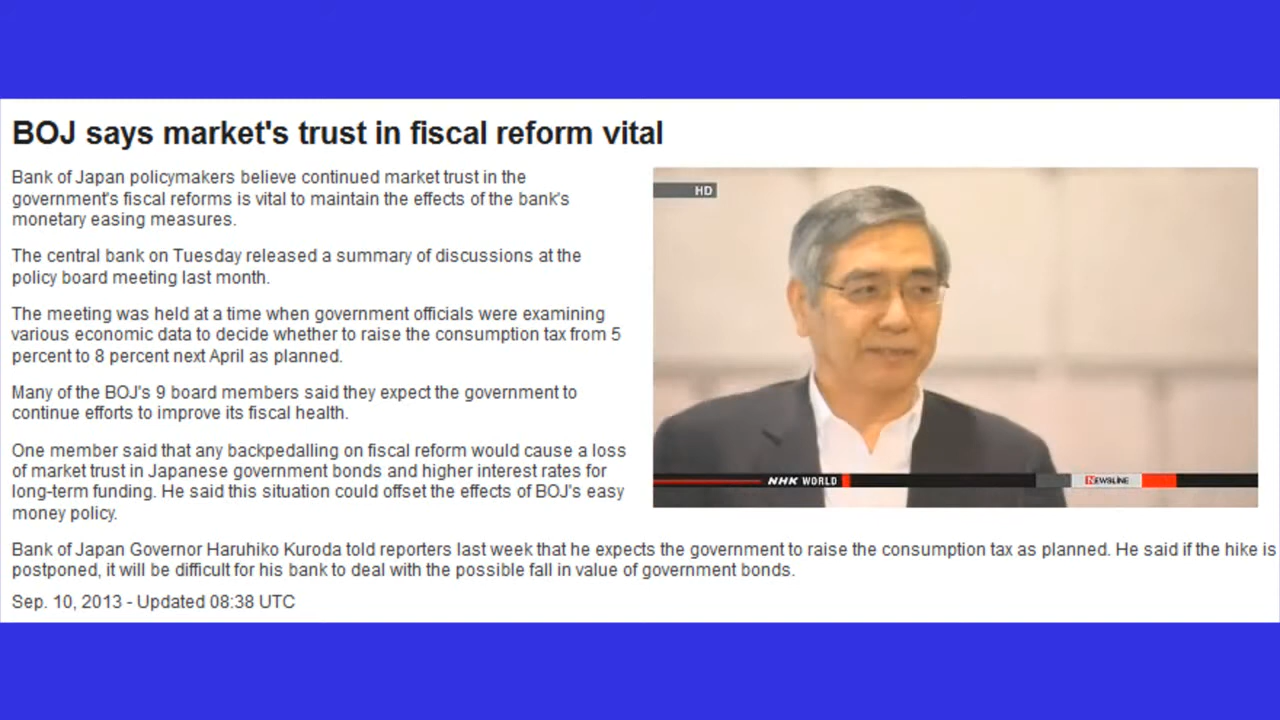 BOJ says market's trust in fiscal reform vital
Bank of Japan policymakers believe continued market trust in the
government's fiscal reforms is vital to maintain the effects of the bank's
monetary easing measures.
The central bank on Tuesday released a summary of discussions at the
policy board meeting last month.
The meeting was held at a time when government officials were examining
various economic data to decide whether to raise the consumption tax from 5
percent to 8 percent next April as planned.
Many of the BOJ's 9 board members said they expect the government to
continue efforts to improve its fiscal health.
One member said that any backpedalling on fiscal reform would cause a loss
of market trust in Japanese government bonds and higher interest rates for
long-term funding. He said this situation could offset the effects of BOJ's easy
money policy.
HD
NHK WORLD
NEWSLINE
Bank of Japan Governor Haruhiko Kuroda told reporters last week that he expects the government to raise the consumption tax as planned. He said if the hike is
postponed, it will be difficult for his bank to deal with the possible fall in value of government bonds.
Sep. 10, 2013 - Updated 08:38 UTC